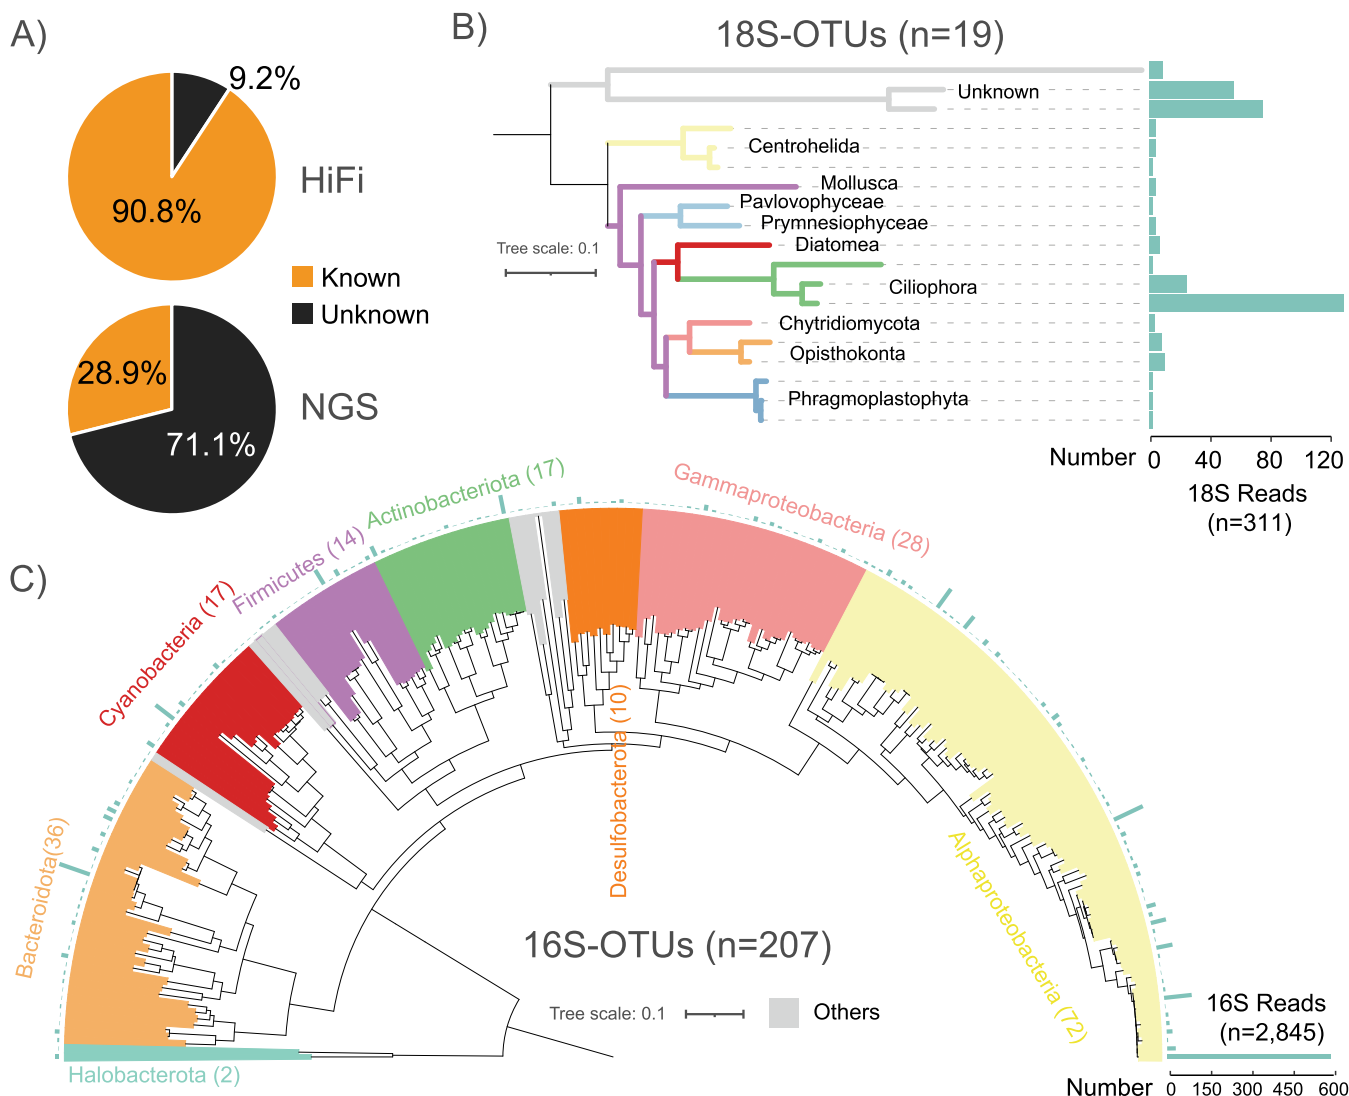 A)
9.2%
90.8%
HiFi
Known
Unknown
28.9%
71.1%
NGS
B)
18S-OTUs (n=19)
Unknown
Centrohelida
Mollusca
Pavlovophyceae
Prymnesiophyceae
Diatomea
Tree scale: 0.1
Ciliophora
Chytridiomycota
Opisthokonta
Phragmoplastophyta
Number 0 40 80 120
18S Reads
(n=311)
C)
Halobacterota (2)
Bacteroidota(36)
Cyanobacteria (17)
Firmicutes (14)
Actinobacteriota (17)
Desulfobacterota (10)
Gammaproteobacteria (28)
Alphaproteobacteria (72)
16S-OTUs (n=207)
Tree scale: 0.1
Others
16S Reads
(n=2,845)
Number 0 150 300 450 600